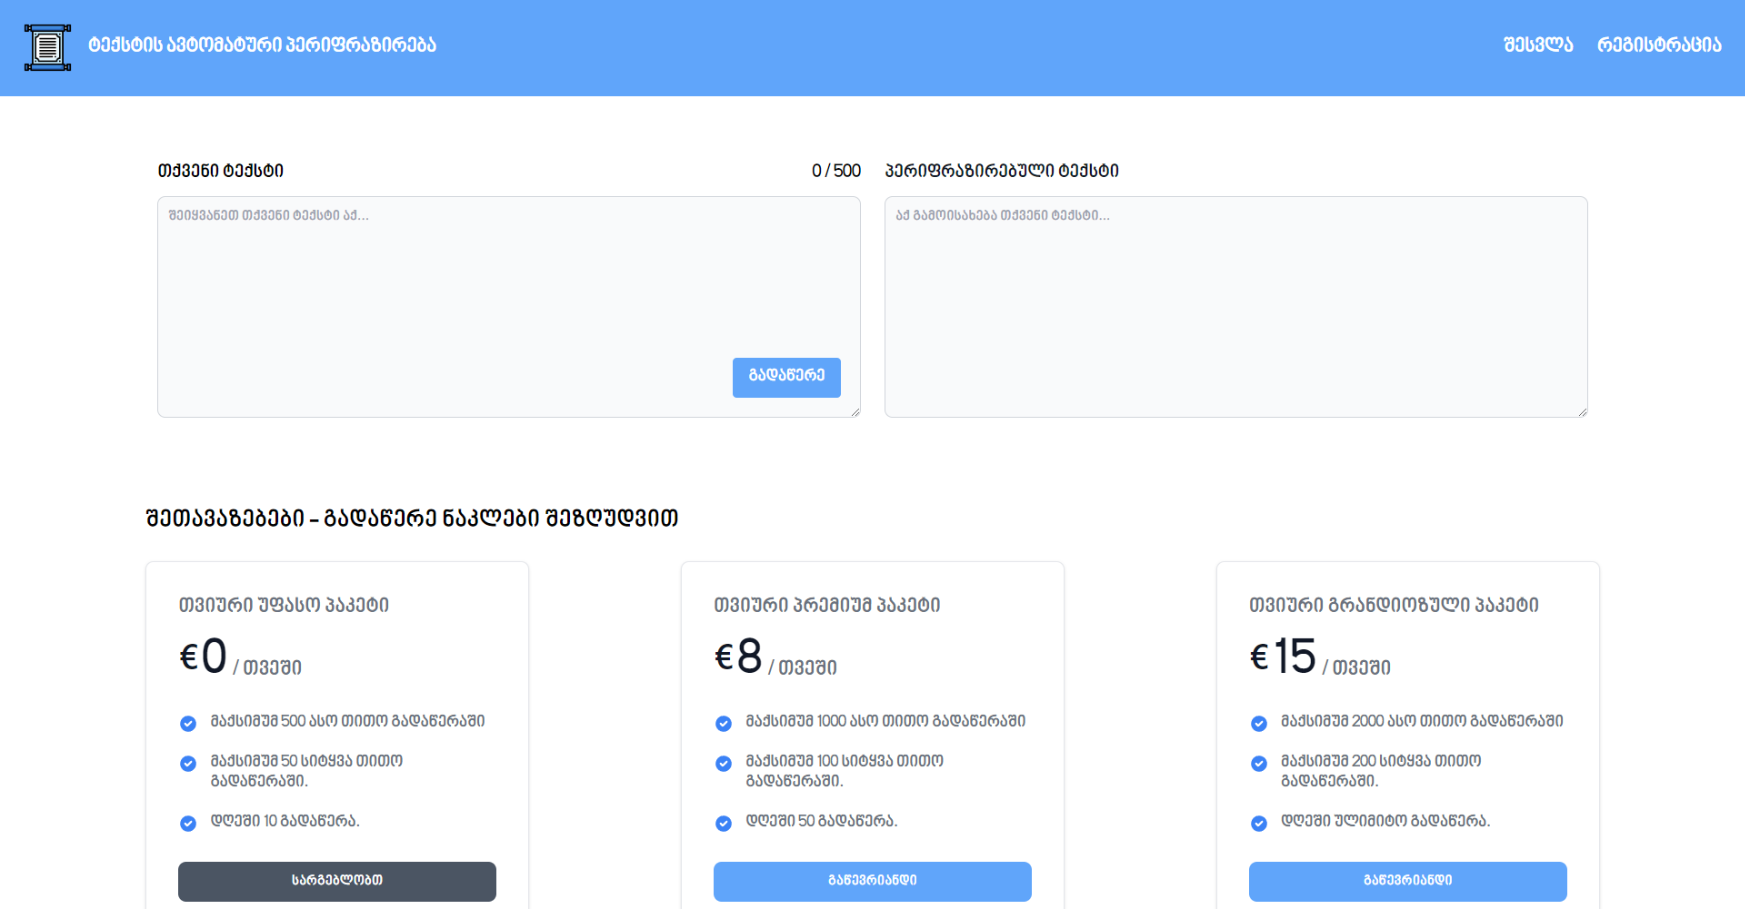 ტექსტის ავტომატური პერიფრაზირება
შესვლა
რეგისტრაცია
თქვენი ტექსტი
0 / 500
პერიფრაზირებული ტექსტი
შეიყვანეთ თქვენი ტექსტი აქ...
აქ გამოისახება თქვენი ტექსტი...
გადაწერე
შეთავაზებები - გადაწერე ნაკლები შეზღუდვით
თვიური უფასო პაკეტი
€0 / თვეში
მაქსიმუმ 500 ასო თითო გადაწერაში
მაქსიმუმ 50 სიტყვა თითო
გადაწერაში.
დღეში 10 გადაწერა.
სარგებლობთ
თვიური პრემიუმ პაკეტი
€8 / თვეში
მაქსიმუმ 1000 ასო თითო გადაწერაში
მაქსიმუმ 100 სიტყვა თითო
გადაწერაში.
დღეში 50 გადაწერა.
გაწევრიანდი
თვიური გრანდიოზული პაკეტი
€15 / თვეში
მაქსიმუმ 2000 ასო თითო გადაწერაში
მაქსიმუმ 200 სიტყვა თითო
გადაწერაში.
დღეში ულიმიტო გადაწერა.
გაწევრიანდი